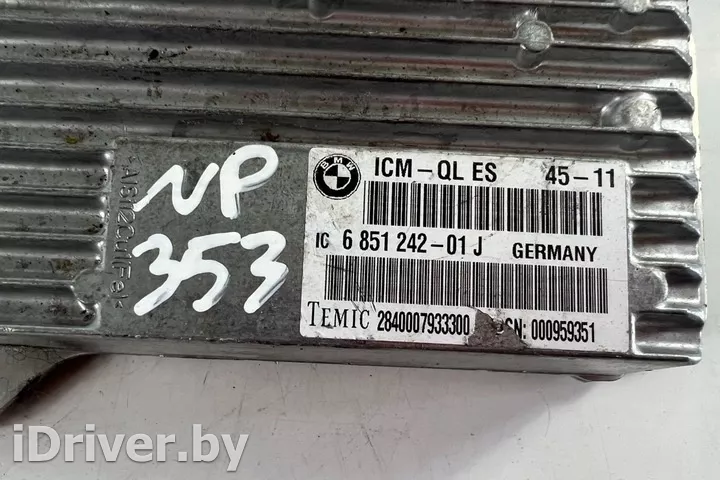 NP
353
BMW
ICM-QL ES 45-11
IC 6 851 242-01 J GERMANY
TEMIC 2840007933300 SN: 000959351
iDriver.by